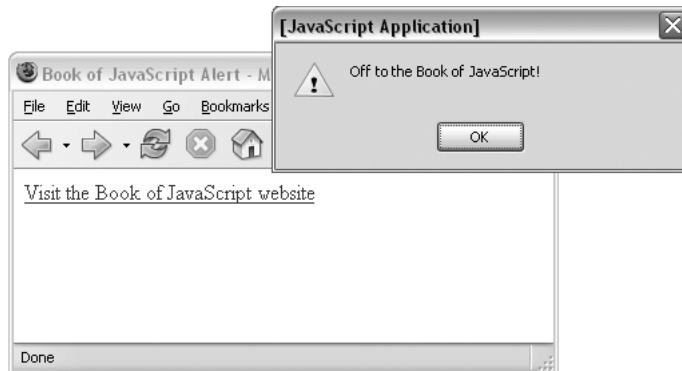 [JavaScript Application]
Off to the Book of JavaScript!
OK
Book of JavaScript Alert - M
File Edit View Go Bookmarks
Visit the Book of JavaScript website
Done